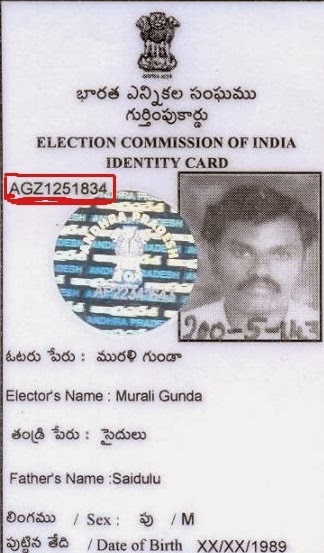 భారత ఎన్నికల సంఘము
గుర్తింపుకార్డు
ELECTION COMMISSION OF INDIA
IDENTITY CARD
AGZ1251834
ANDHRA PRADESH
200-5-143
ఓటరు పేరు : మురళి గుండా
Elector's Name : Murali Gunda
తండ్రి పేరు : సైదులు
Father's Name :Saidulu
లింగము / Sex : పు / M
పుట్టిన తేది / Date of Birth XX/XX/1989